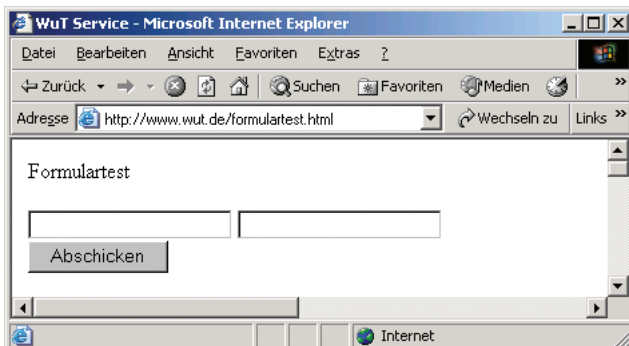 WuT Service - Microsoft Internet Explorer
Datei Bearbeiten Ansicht Favoriten Extras ?
Zurück Suchen Favoriten Medien »
Adresse http://www.wut.de/formulartest.html Wechseln zu Links »
Formulartest
Abschicken
Internet